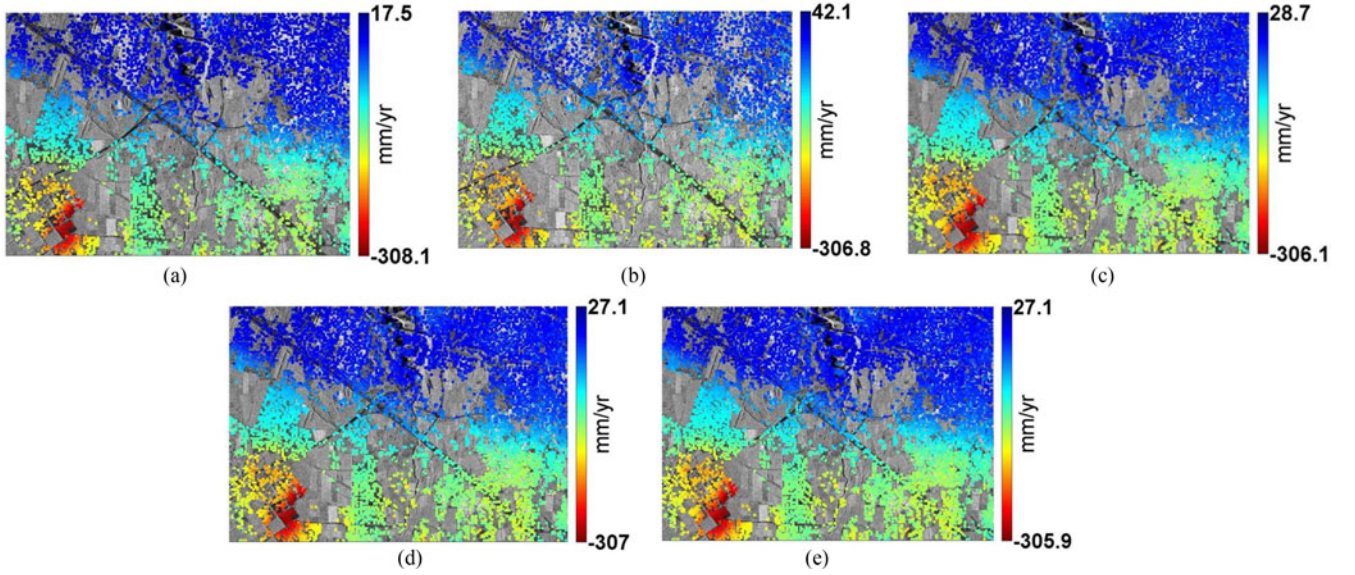 17.5
mm/yr
-308.1
(a)
42.1
mm/yr
-306.8
(b)
28.7
mm/yr
-306.1
(c)
27.1
mm/yr
-307
(d)
27.1
mm/yr
-305.9
(e)